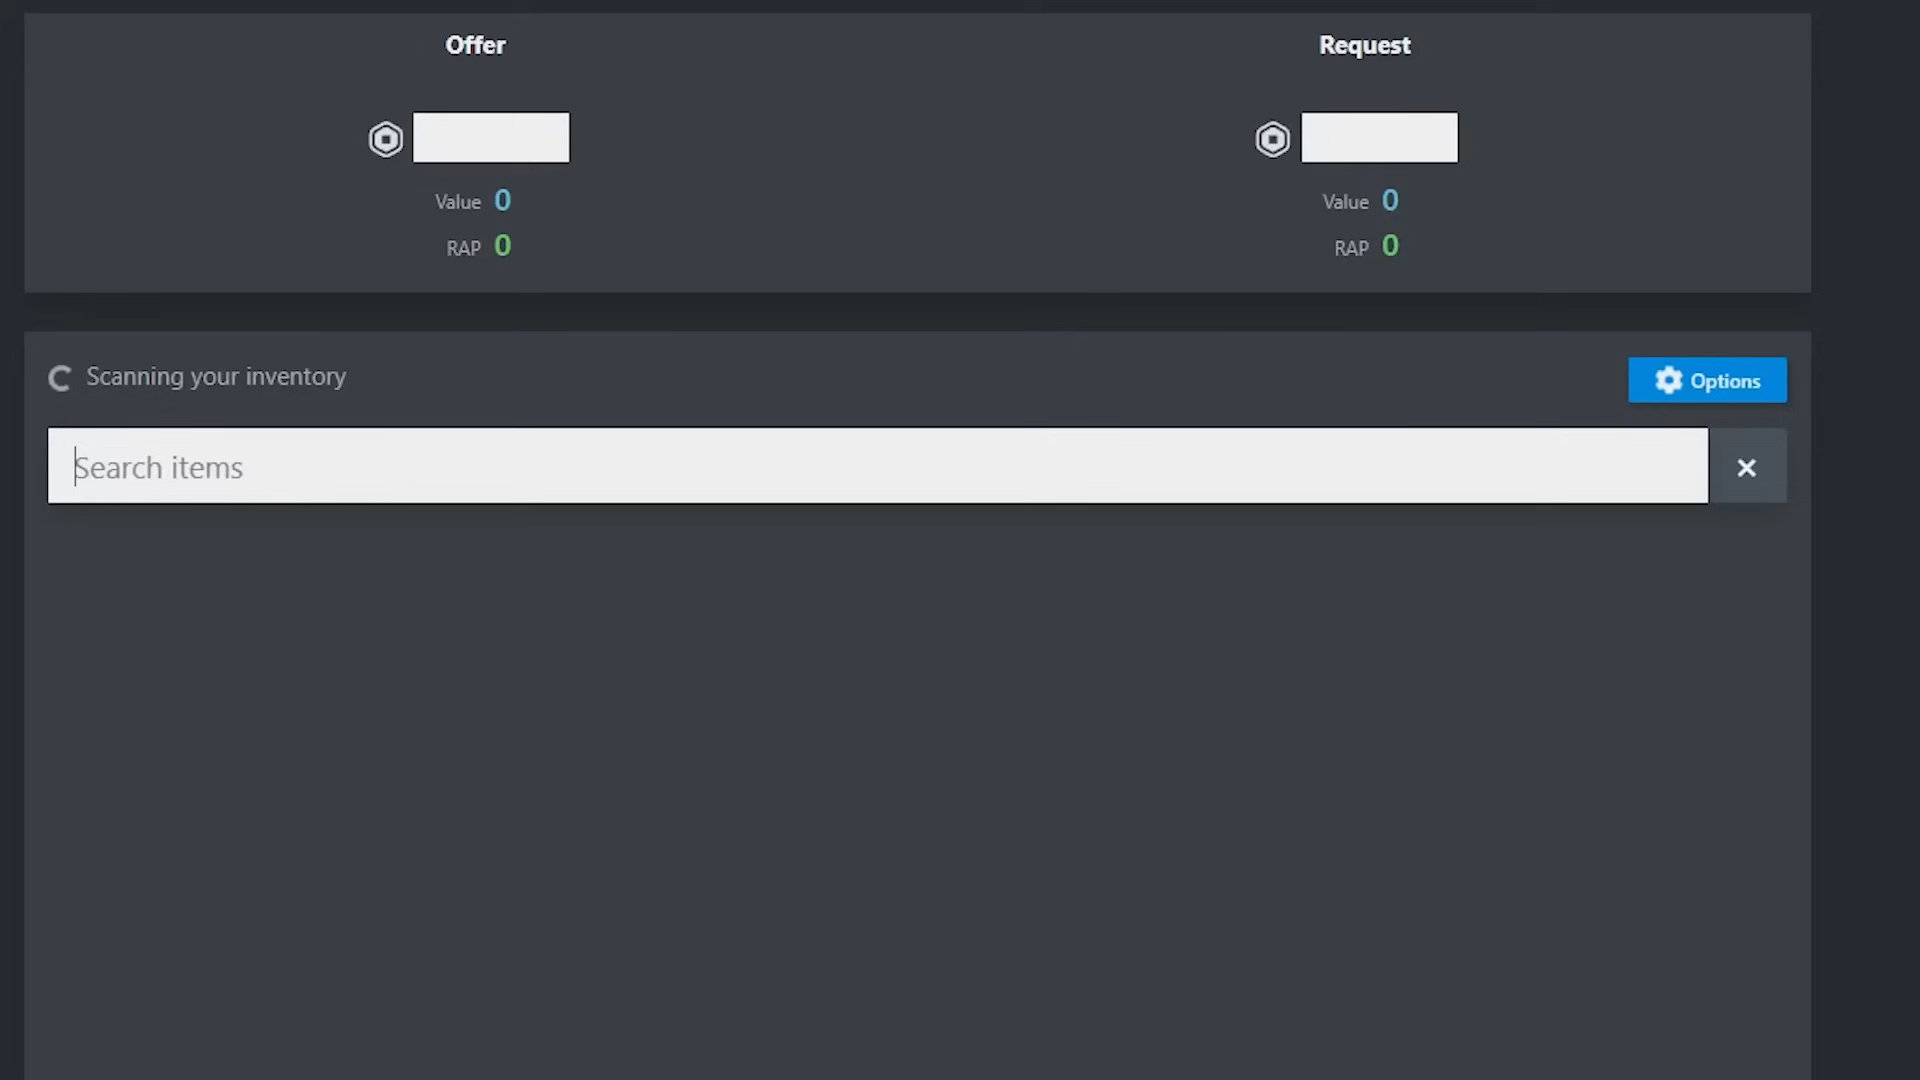 Offer
Request
Value 0
Value 0
RAP 0
RAP 0
Scanning your inventory
Options
Search items